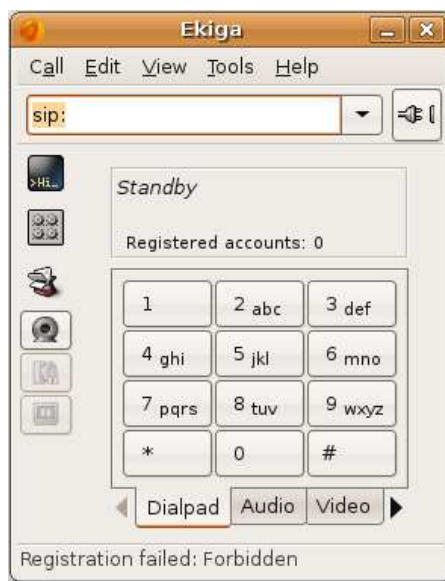 Ekiga
Call Edit View Tools Help
sip:
>Hi..
Standby
Registered accounts: 0
1 2 abc 3 def
4 ghi 5 jkl 6 mno
7 pqrs 8 tuv 9 wxyz
* 0 #
Dialpad Audio Video
Registration failed: Forbidden